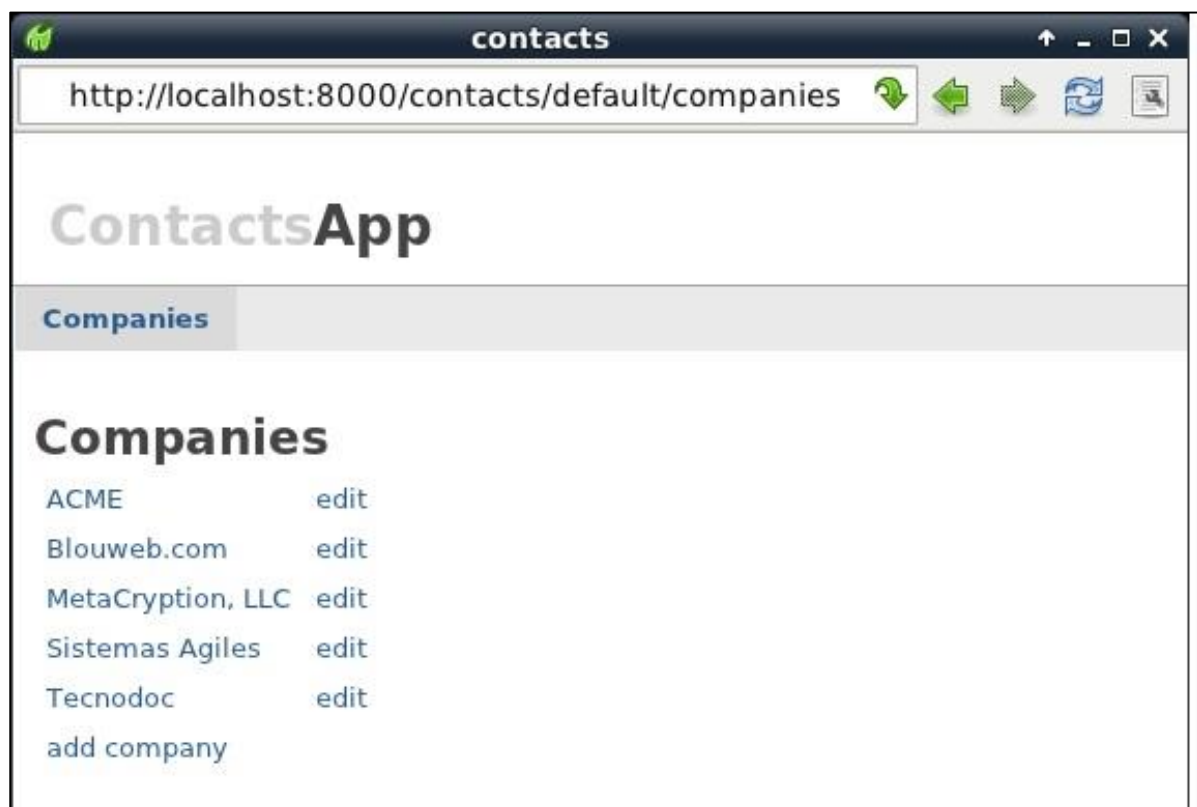 contacts
http://localhost:8000/contacts/default/companies
ContactsApp
Companies
Companies
ACME edit
Blouweb.com edit
MetaCryption, LLC edit
Sistemas Agiles edit
Tecnodoc edit
add company